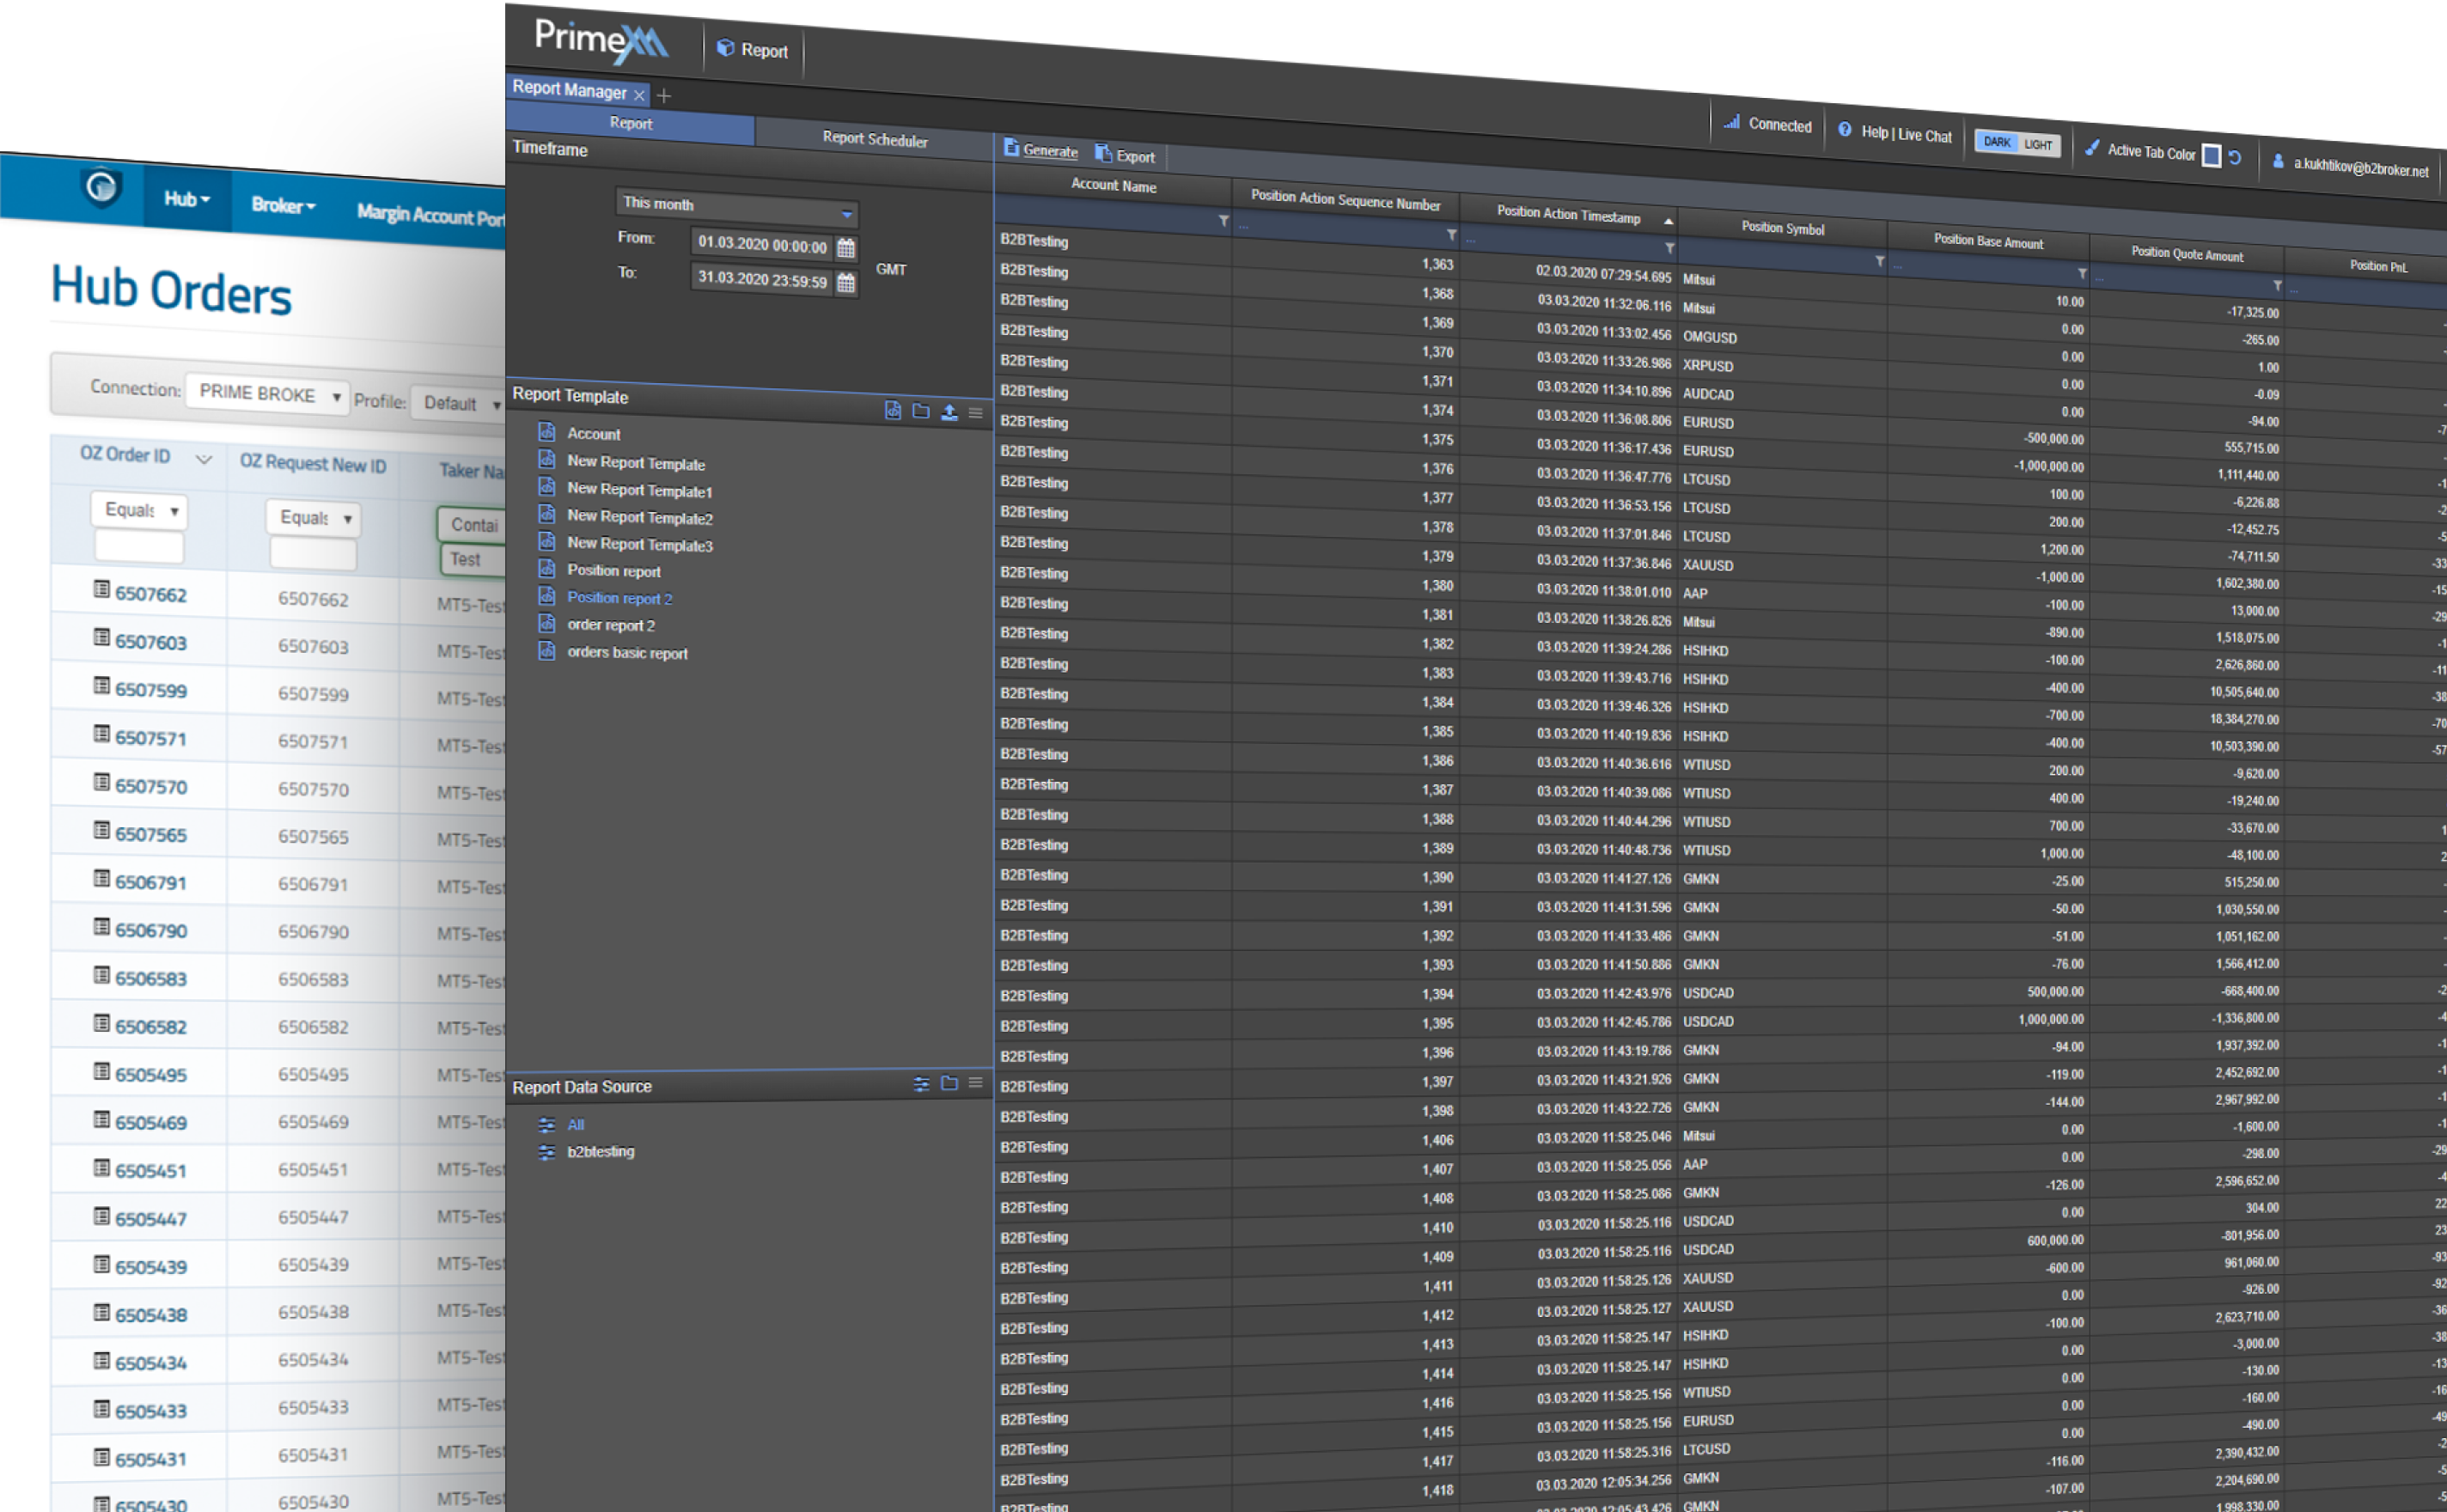 Hub
Broker
Margin Account Port
Hub Orders
Connection: PRIME BROKE Profile: Default
OZ Order ID OZ Request New ID Taker Na
Equals Equals Contai
Test
6507662 6507662 MT5-Test
6507603 6507603 MT5-Test
6507599 6507599 MT5-Test
6507571 6507571 MT5-Test
6507570 6507570 MT5-Test
6507565 6507565 MT5-Test
6506791 6506791 MT5-Test
6506790 6506790 MT5-Test
6506583 6506583 MT5-Test
6506582 6506582 MT5-Test
6505495 6505495 MT5-Test
6505469 6505469 MT5-Test
6505451 6505451 MT5-Test
6505447 6505447 MT5-Test
6505439 6505439 MT5-Test
6505438 6505438 MT5-Test
6505434 6505434 MT5-Test
6505433 6505433 MT5-Test
6505431 6505431 MT5-Test
6505430 6505430 MT5-Test
PrimeXM Report
Connected Help | Live Chat DARK LIGHT Active Tab Color a.kukhtikov@b2broker.net
Report Manager × +
Report Report Scheduler
Timeframe
This month
From: 01.03.2020 00:00:00
To: 31.03.2020 23:59:59 GMT
Report Template
Account
New Report Template
New Report Template1
New Report Template2
New Report Template3
Position report
Position report 2
order report 2
orders basic report
Report Data Source
All
b2btesting
Generate Export
Account Name Position Action Sequence Number Position Action Timestamp Position Symbol Position Base Amount Position Quote Amount Position PnL
B2BTesting 1,363 02.03.2020 07:29:54.695 Mitsui 10.00 -17,325.00
B2BTesting 1,368 03.03.2020 11:32:06.116 Mitsui 0.00 -265.00
B2BTesting 1,369 03.03.2020 11:33:02.456 OMGUSD 0.00 1.00
B2BTesting 1,370 03.03.2020 11:33:26.986 XRPUSD 0.00 -0.09
B2BTesting 1,371 03.03.2020 11:34:10.896 AUDCAD 0.00 -94.00
B2BTesting 1,374 03.03.2020 11:36:08.806 EURUSD -500,000.00 555,715.00
B2BTesting 1,375 03.03.2020 11:36:17.436 EURUSD -1,000,000.00 1,111,440.00
B2BTesting 1,376 03.03.2020 11:36:47.776 LTCUSD 100.00 -6,226.88
B2BTesting 1,377 03.03.2020 11:36:53.156 LTCUSD 200.00 -12,452.75
B2BTesting 1,378 03.03.2020 11:37:01.846 LTCUSD 1,200.00 -74,711.50
B2BTesting 1,379 03.03.2020 11:37:36.846 XAUUSD -1,000.00 1,602,380.00
B2BTesting 1,380 03.03.2020 11:38:01.010 AAP -100.00 13,000.00
B2BTesting 1,381 03.03.2020 11:38:26.826 Mitsui -890.00 1,518,075.00
B2BTesting 1,382 03.03.2020 11:39:24.286 HSIHKD -100.00 2,626,860.00
B2BTesting 1,383 03.03.2020 11:39:43.716 HSIHKD -400.00 10,505,640.00
B2BTesting 1,384 03.03.2020 11:39:46.326 HSIHKD -700.00 18,384,270.00
B2BTesting 1,385 03.03.2020 11:40:19.836 HSIHKD -400.00 10,503,390.00
B2BTesting 1,386 03.03.2020 11:40:36.616 WTIUSD 200.00 -9,620.00
B2BTesting 1,387 03.03.2020 11:40:39.086 WTIUSD 400.00 -19,240.00
B2BTesting 1,388 03.03.2020 11:40:44.296 WTIUSD 700.00 -33,670.00
B2BTesting 1,389 03.03.2020 11:40:48.736 WTIUSD 1,000.00 -48,100.00
B2BTesting 1,390 03.03.2020 11:41:27.126 GMKN -25.00 515,250.00
B2BTesting 1,391 03.03.2020 11:41:31.596 GMKN -50.00 1,030,550.00
B2BTesting 1,392 03.03.2020 11:41:33.486 GMKN -51.00 1,051,162.00
B2BTesting 1,393 03.03.2020 11:41:50.886 GMKN -76.00 1,566,412.00
B2BTesting 1,394 03.03.2020 11:42:43.976 USDCAD 500,000.00 -668,400.00
B2BTesting 1,395 03.03.2020 11:42:45.786 USDCAD 1,000,000.00 -1,336,800.00
B2BTesting 1,396 03.03.2020 11:43:19.786 GMKN -94.00 1,937,392.00
B2BTesting 1,397 03.03.2020 11:43:21.926 GMKN -119.00 2,452,692.00
B2BTesting 1,398 03.03.2020 11:43:22.726 GMKN -144.00 2,967,992.00
B2BTesting 1,406 03.03.2020 11:58:25.046 Mitsui 0.00 -1,600.00
B2BTesting 1,407 03.03.2020 11:58:25.056 AAP 0.00 -298.00
B2BTesting 1,408 03.03.2020 11:58:25.086 GMKN -126.00 2,596,652.00
B2BTesting 1,410 03.03.2020 11:58:25.116 USDCAD 0.00 304.00
B2BTesting 1,409 03.03.2020 11:58:25.116 USDCAD 600,000.00 -801,956.00
B2BTesting 1,411 03.03.2020 11:58:25.126 XAUUSD -600.00 961,060.00
B2BTesting 1,412 03.03.2020 11:58:25.127 XAUUSD 0.00 -926.00
B2BTesting 1,413 03.03.2020 11:58:25.147 HSIHKD -100.00 2,623,710.00
B2BTesting 1,414 03.03.2020 11:58:25.147 HSIHKD 0.00 -3,000.00
B2BTesting 1,416 03.03.2020 11:58:25.156 WTIUSD 0.00 -130.00
B2BTesting 1,415 03.03.2020 11:58:25.156 EURUSD 0.00 -160.00
B2BTesting 1,417 03.03.2020 11:58:25.316 LTCUSD 0.00 -490.00
B2BTesting 1,418 03.03.2020 12:05:34.256 GMKN -116.00 2,390,432.00
B2BTesting 03.03.2020 12:05:43.426 GMKN -107.00 2,204,690.00
1,998,330.00